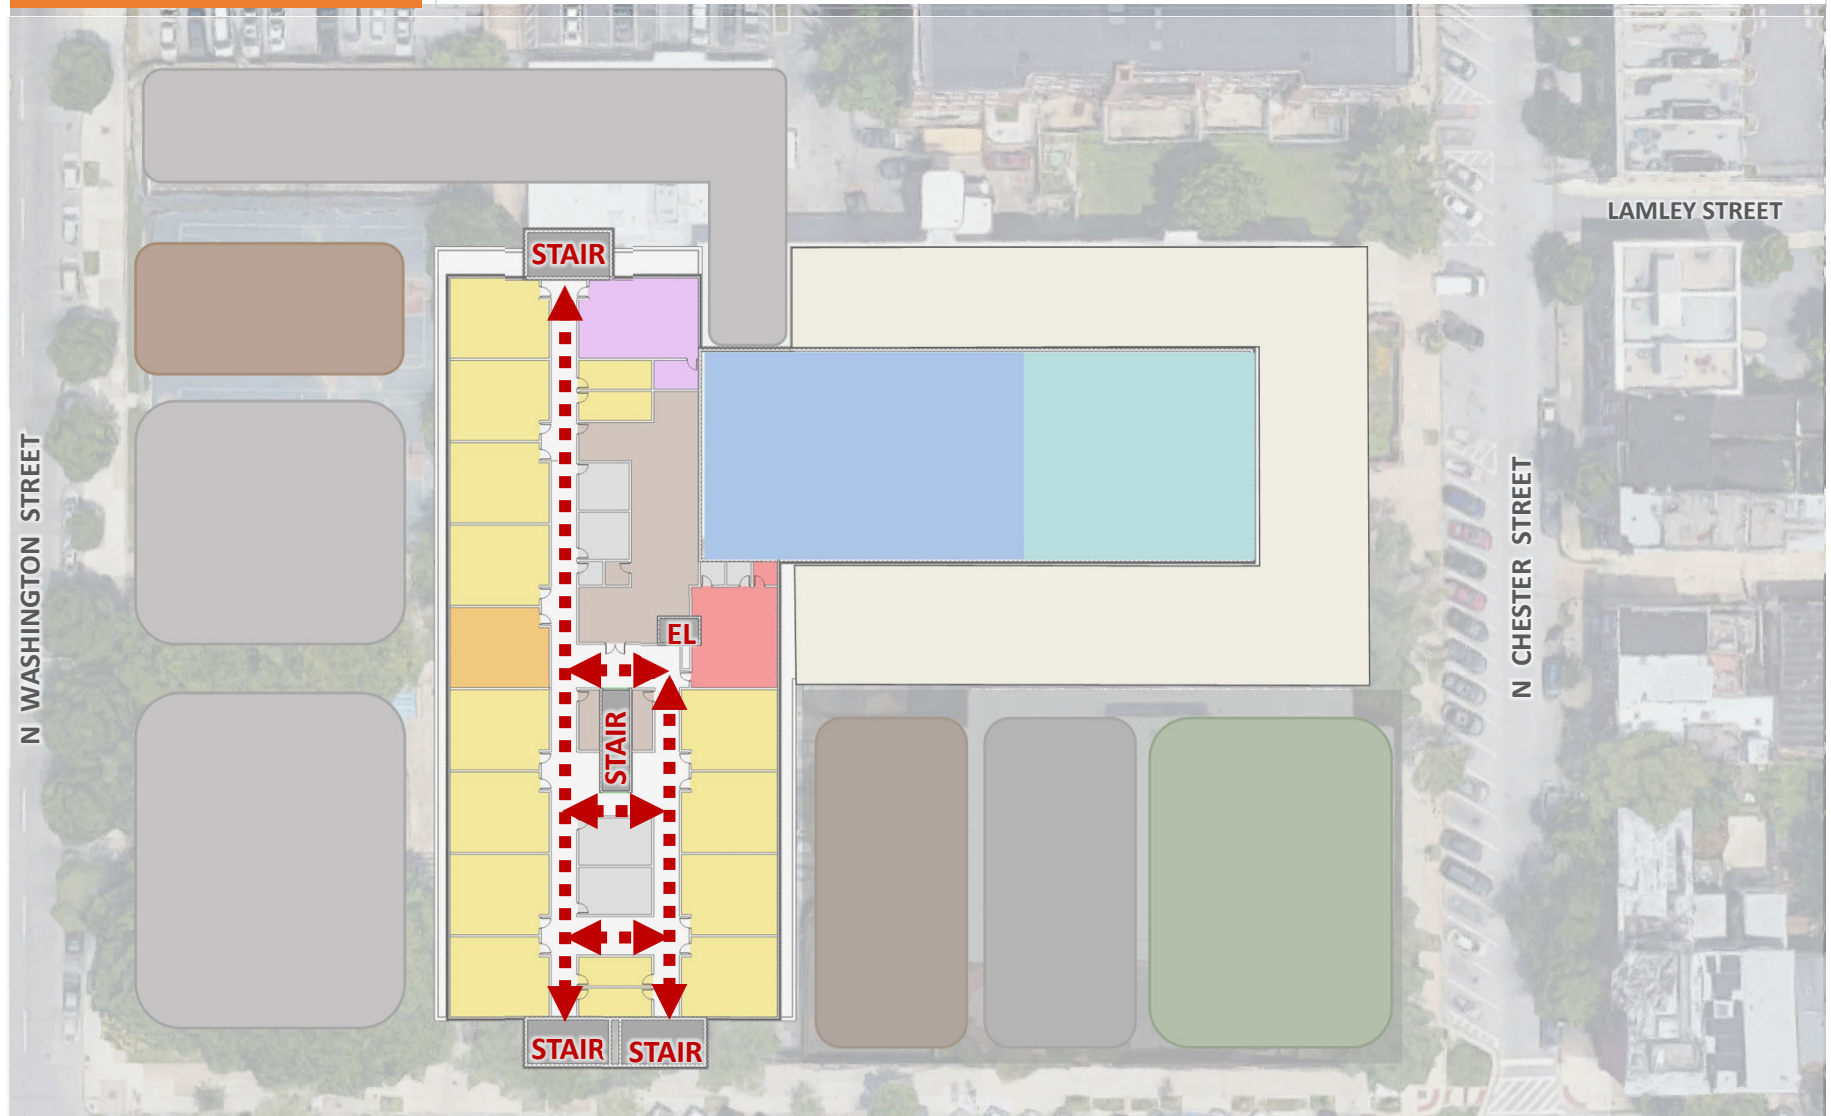 LAMLEY STREET
STAIR
N WASHINGTON STREET
N CHESTER STREET
EL
STAIR
STAIR
STAIR